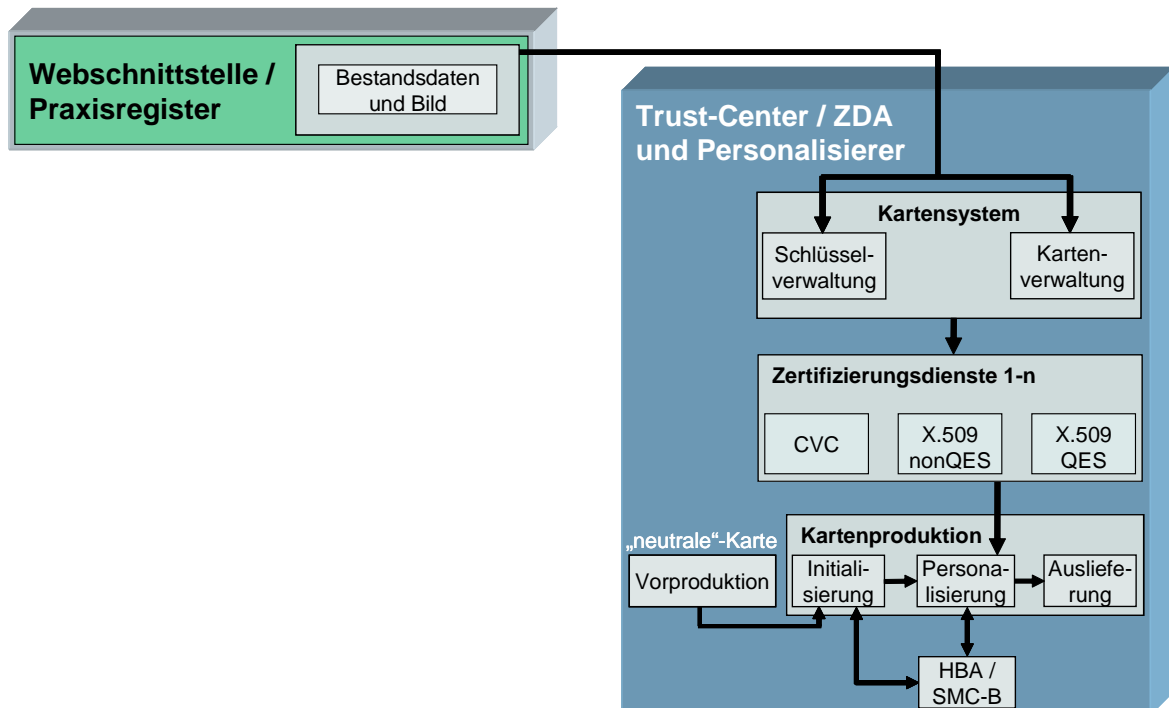 Webschnittstelle /
Praxisregister
Bestandsdaten
und Bild
Trust-Center / ZDA
und Personalisierer
Kartensystem
Schlüssel-
verwaltung
Karten-
verwaltung
Zertifizierungsdienste 1-n
CVC
X.509
nonQES
X.509
QES
„neutrale“-Karte
Vorproduktion
Kartenproduktion
Initiali-
sierung
Persona-
lisierung
Ausliefe-
rung
HBA /
SMC-B